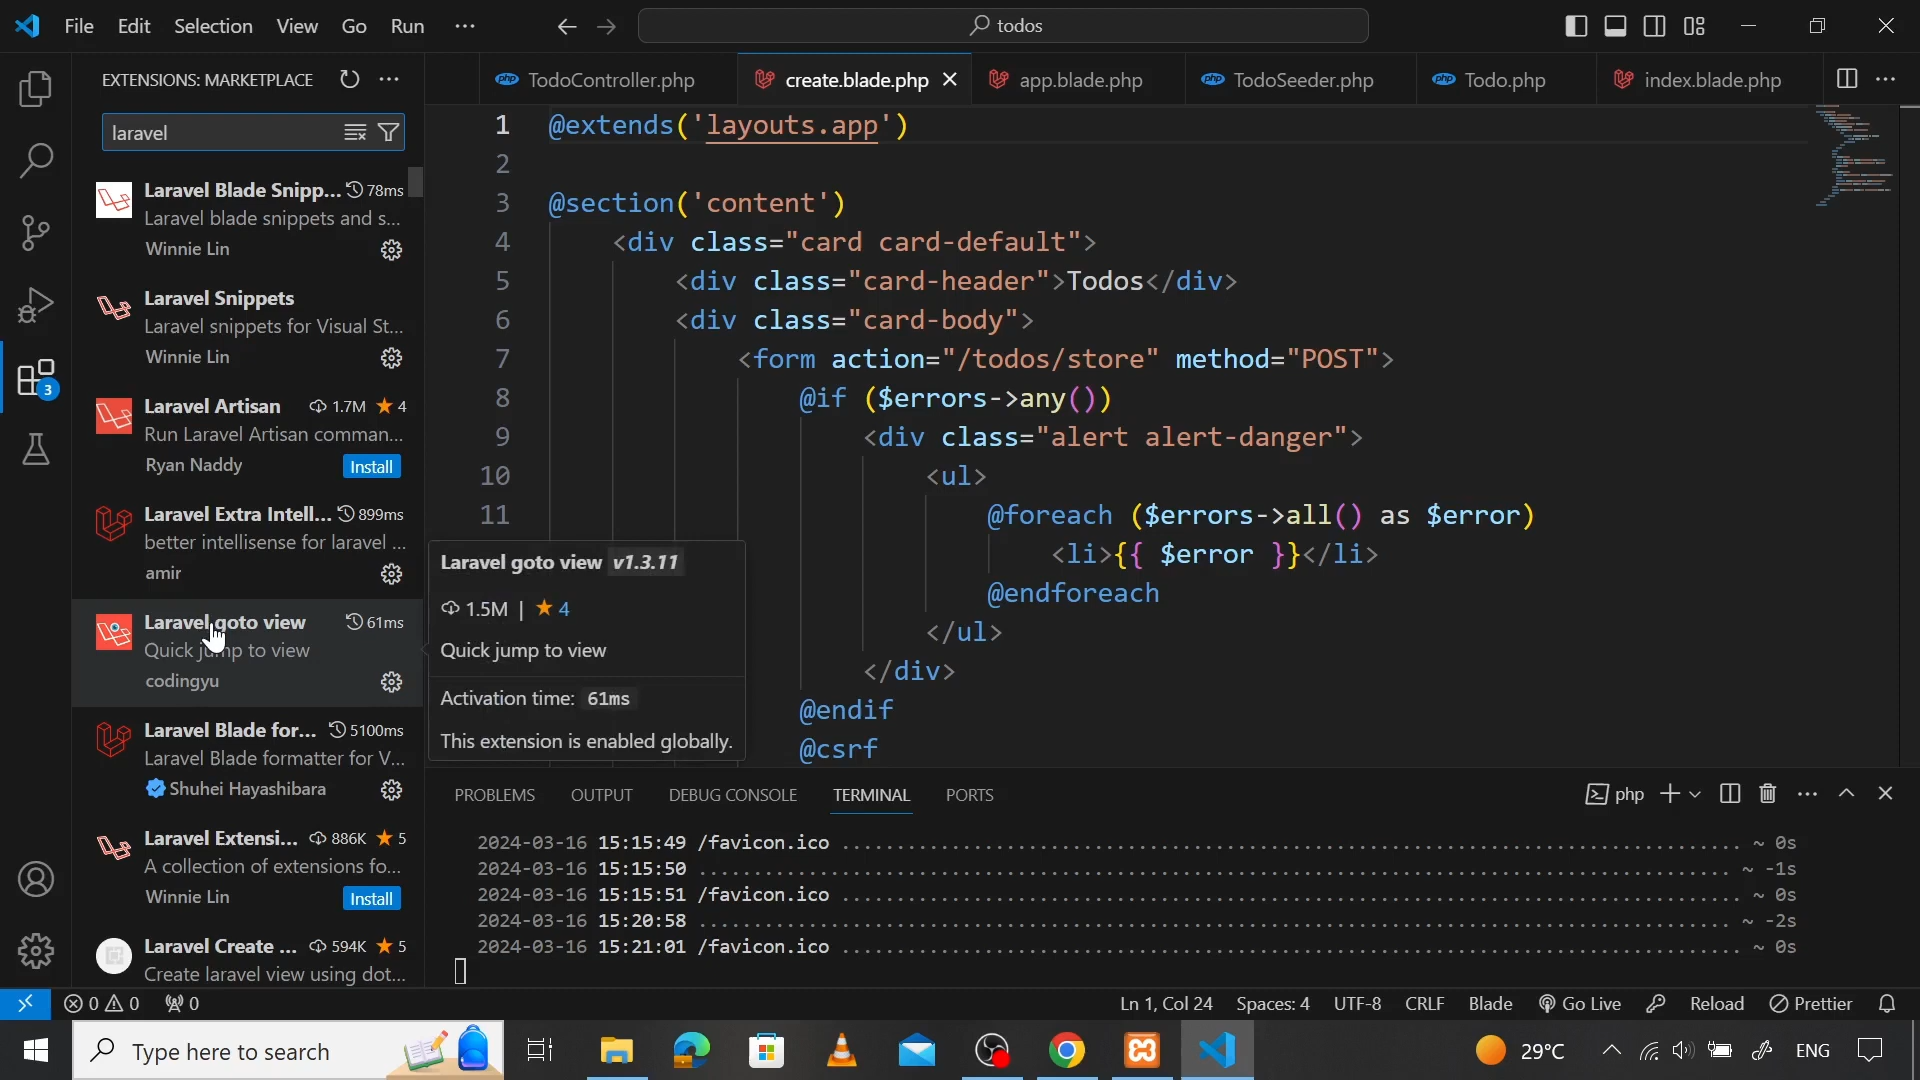 File Edit Selection View Go Run ···
todos
EXTENSIONS: MARKETPLACE
laravel
Laravel Blade Snipp... 78ms
Laravel blade snippets and s...
Winnie Lin
Laravel Snippets
Laravel snippets for Visual St...
Winnie Lin
Laravel Artisan 1.7M ★ 4
Run Laravel Artisan comman...
Ryan Naddy Install
Laravel Extra Intell... 899ms
better intellisense for laravel ...
amir
Laravel goto view 61ms
Quick jump to view
codingyu
Laravel Blade for... 5100ms
Laravel Blade formatter for V...
Shuhei Hayashibara
Laravel Extensi... 886K ★ 5
A collection of extensions fo...
Winnie Lin Install
Laravel Create ... 594K ★ 5
Create laravel view using dot...
3
php TodoController.php create.blade.php app.blade.php php TodoSeeder.php php Todo.php index.blade.php
1 @extends('layouts.app')
2
3 @section('content')
4 <div class="card card-default">
5 <div class="card-header">Todos</div>
6 <div class="card-body">
7 <form action="/todos/store" method="POST">
8 @if ($errors->any())
9 <div class="alert alert-danger">
10 <ul>
11 @foreach ($errors->all() as $error)
<li>{{ $error }}</li>
@endforeach
</ul>
</div>
@endif
@csrf
Laravel goto view v1.3.11
1.5M | ★ 4
Quick jump to view
Activation time: 61ms
This extension is enabled globally.
PROBLEMS OUTPUT DEBUG CONSOLE TERMINAL PORTS
php
2024-03-16 15:15:49 /favicon.ico ........................................ ~ 0s
2024-03-16 15:15:50 ........................................ ~ -1s
2024-03-16 15:15:51 /favicon.ico ........................................ ~ 0s
2024-03-16 15:20:58 ........................................ ~ -2s
2024-03-16 15:21:01 /favicon.ico ........................................ ~ 0s
0 0 0
Ln 1, Col 24 Spaces: 4 UTF-8 CRLF Blade Go Live Reload Prettier
Type here to search
29°C ENG